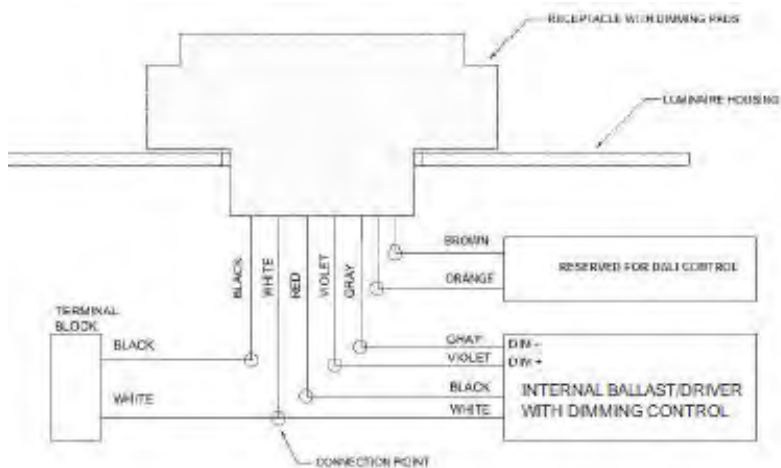 RECEPTACLE WITH DIMMING PADS
LUMINAIRE HOUSING
BROWN
RESERVED FOR DALI CONTROL
ORANGE
BLACK
WHITE
RED
VIOLET
GRAY
TERMINAL
BLOCK
BLACK
WHITE
GRAY
VIOLET
BLACK
WHITE
DIM -
DIM +
INTERNAL BALLAST/DRIVER
WITH DIMMING CONTROL
CONNECTION POINT